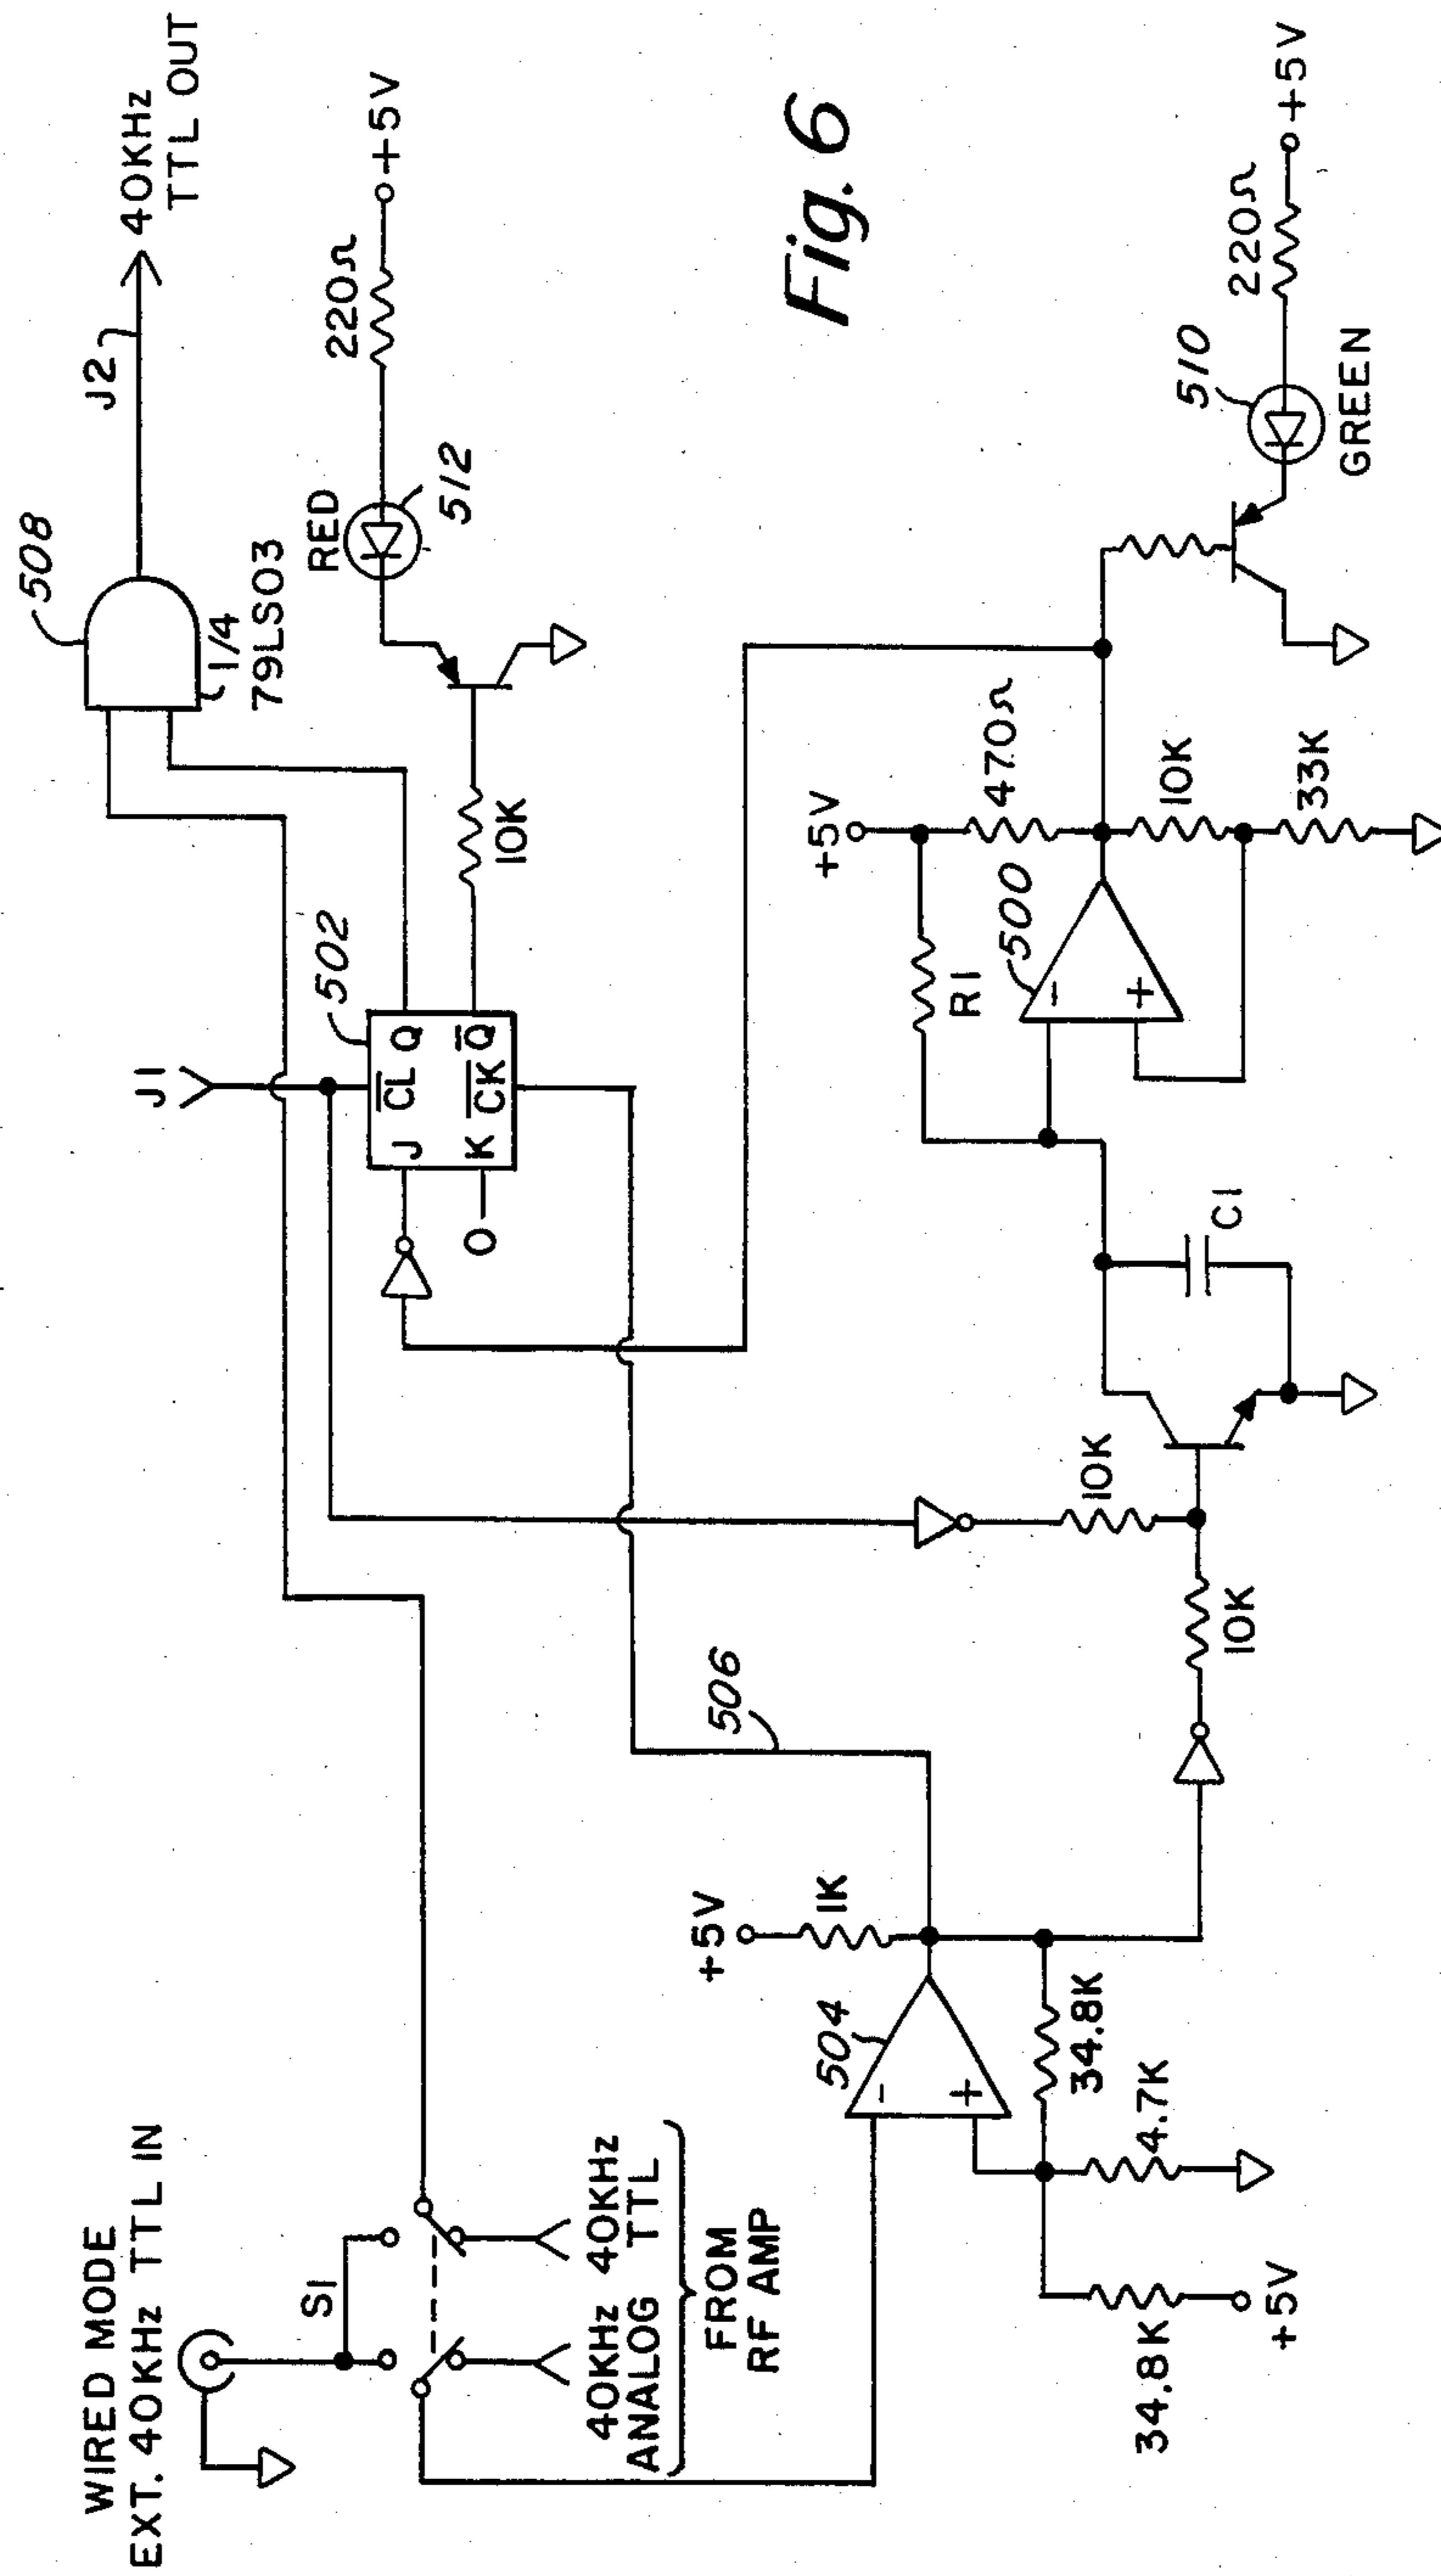 WIRED MODE
EXT. 40KHz TTL IN
S1
40KHz
ANALOG
40KHz
TTL
FROM
RF AMP
504
-
+
+5V
1K
34.8K
4.7K
34.8K
+5V
506
10K
10K
C1
J1
502
J
CL
Q
K
CK
Q
O
10K
508
1/4
79LS03
J2
40KHz
TTL OUT
RED
512
220Ω
+5V
+5V
R1
500
-
+
470Ω
10K
33K
510
GREEN
220Ω
+5V
Fig. 6